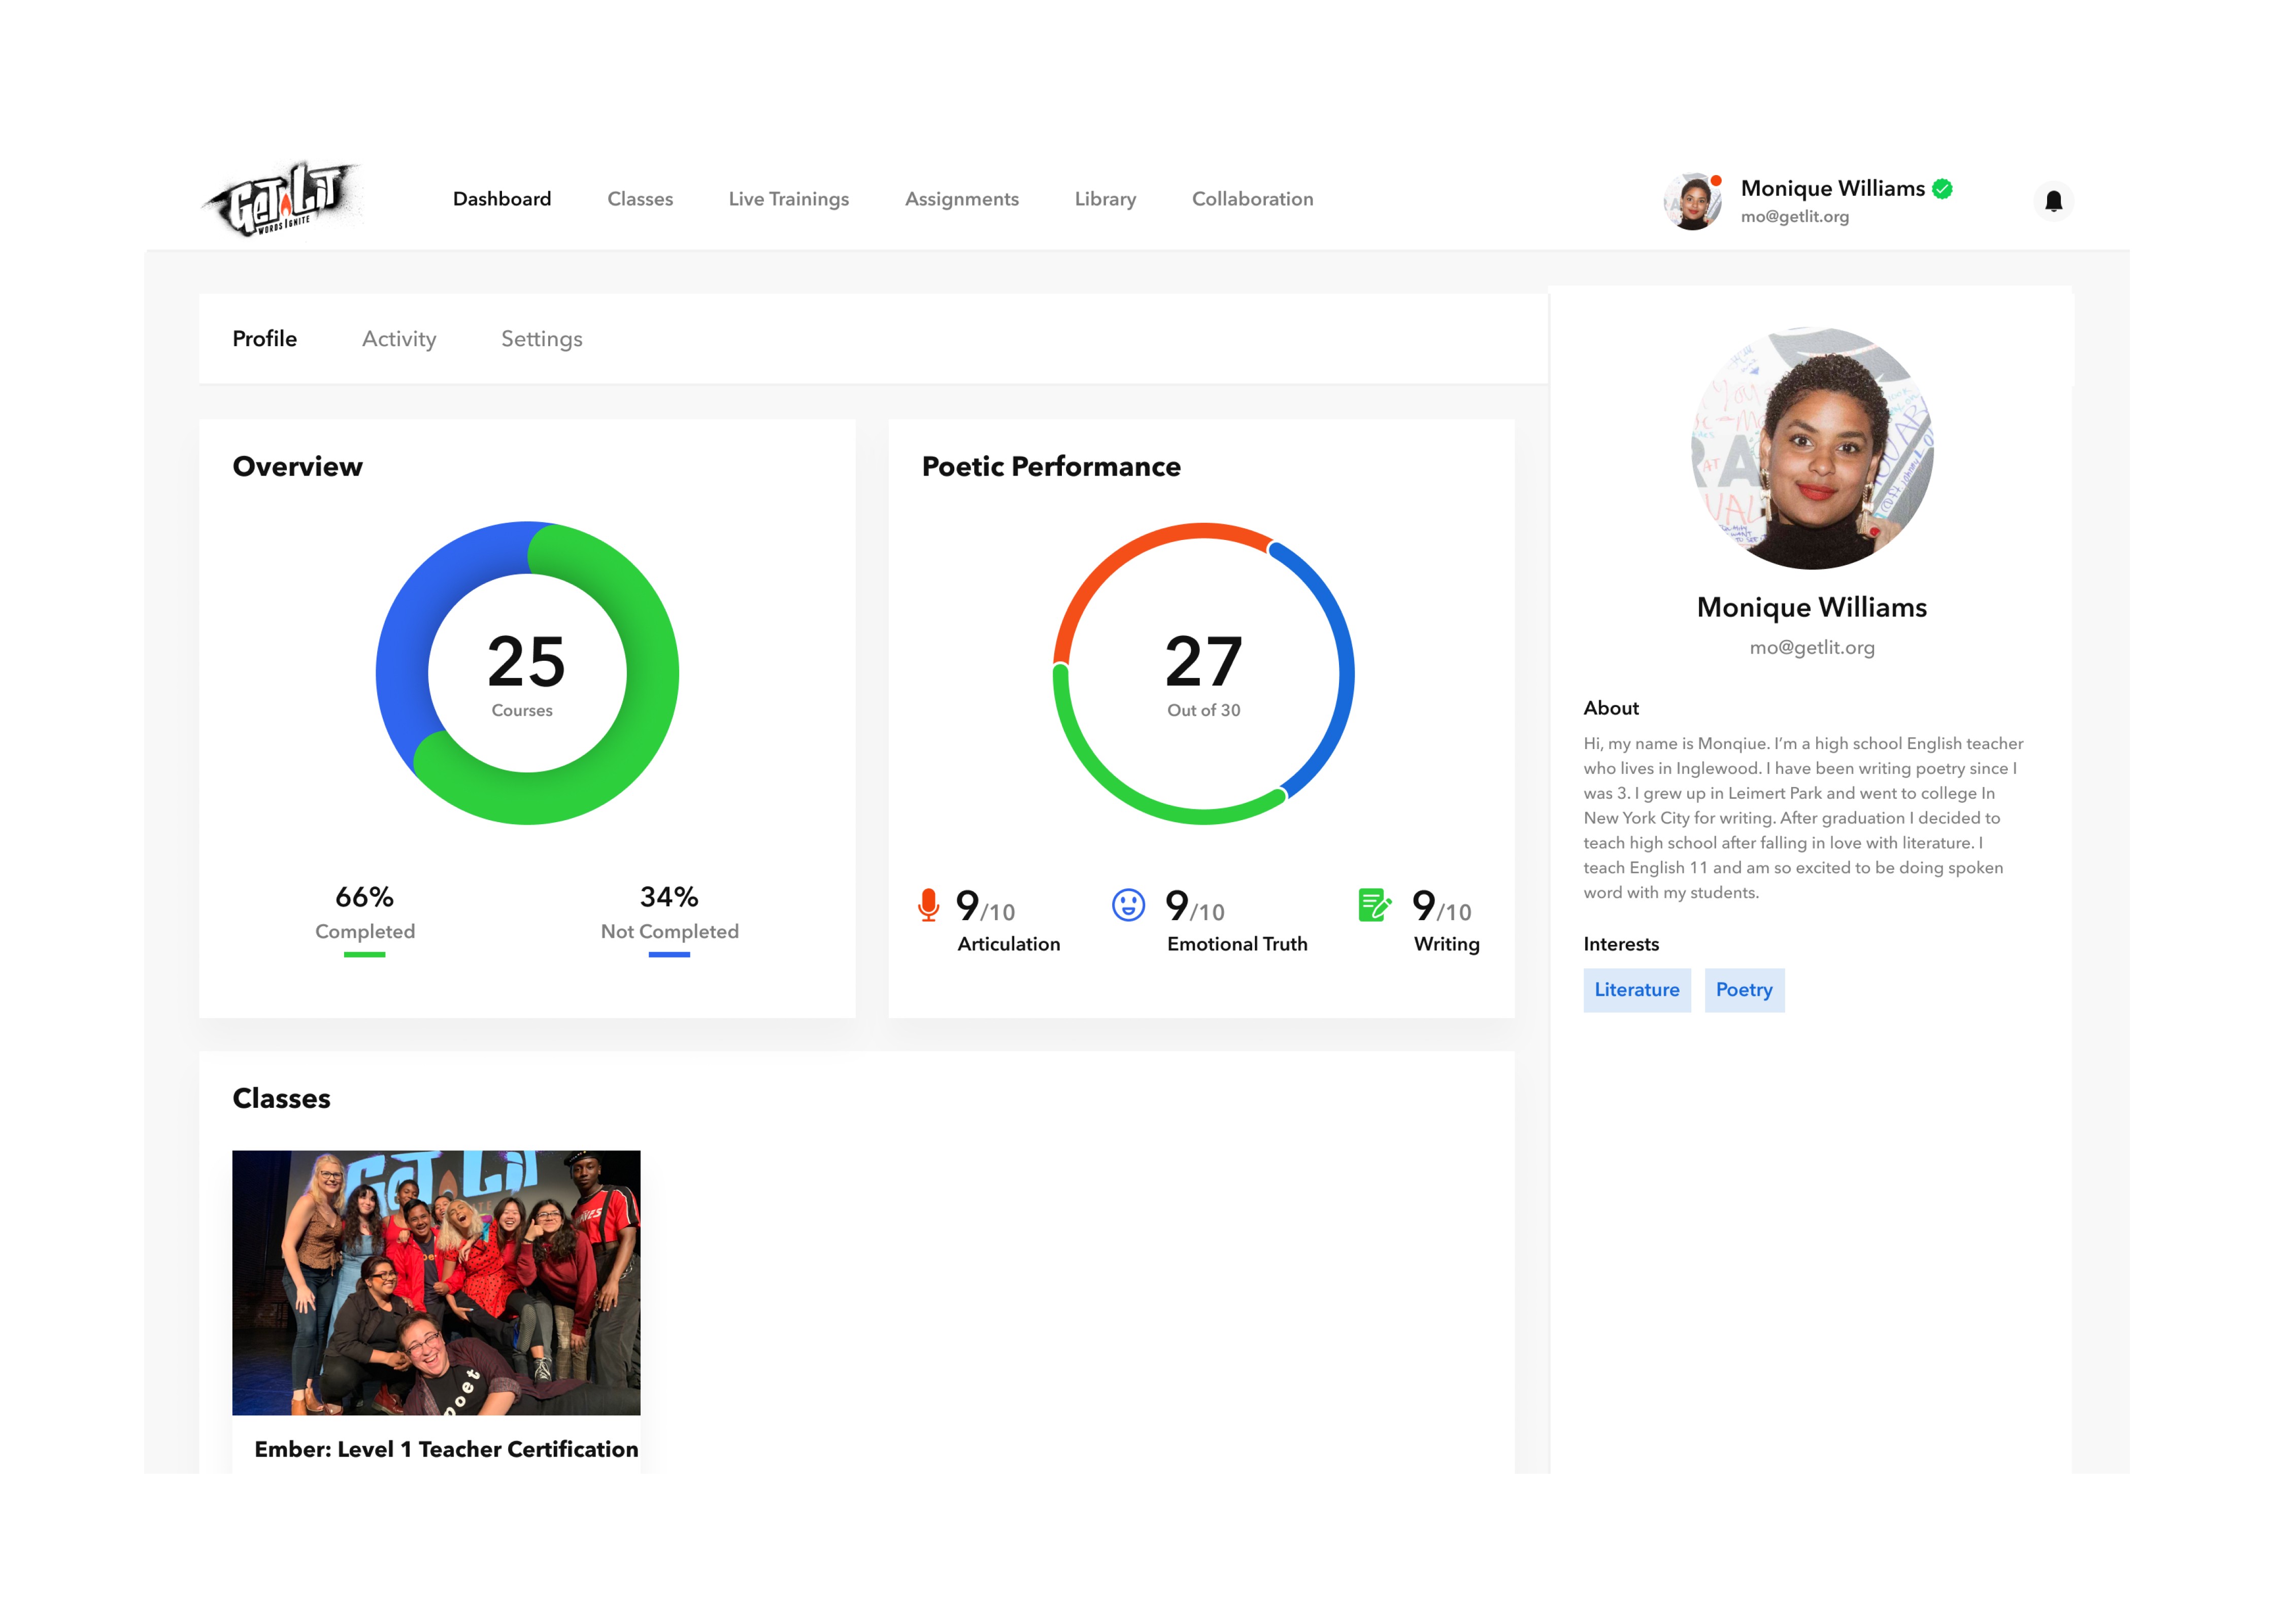 GET LIT
WORDS IGNITE
Dashboard
Classes
Live Trainings
Assignments
Library
Collaboration
Monique Williams
mo@getlit.org
Profile
Activity
Settings
Overview
25
Courses
66%
Completed
34%
Not Completed
Poetic Performance
27
Out of 30
9/10
Articulation
9/10
Emotional Truth
9/10
Writing
Monique Williams
mo@getlit.org
About
Hi, my name is Monqiue. I’m a high school English teacher
who lives in Inglewood. I have been writing poetry since I
was 3. I grew up in Leimert Park and went to college In
New York City for writing. After graduation I decided to
teach high school after falling in love with literature. I
teach English 11 and am so excited to be doing spoken
word with my students.
Interests
Literature
Poetry
Classes
GET LIT
poet
Ember: Level 1 Teacher Certification